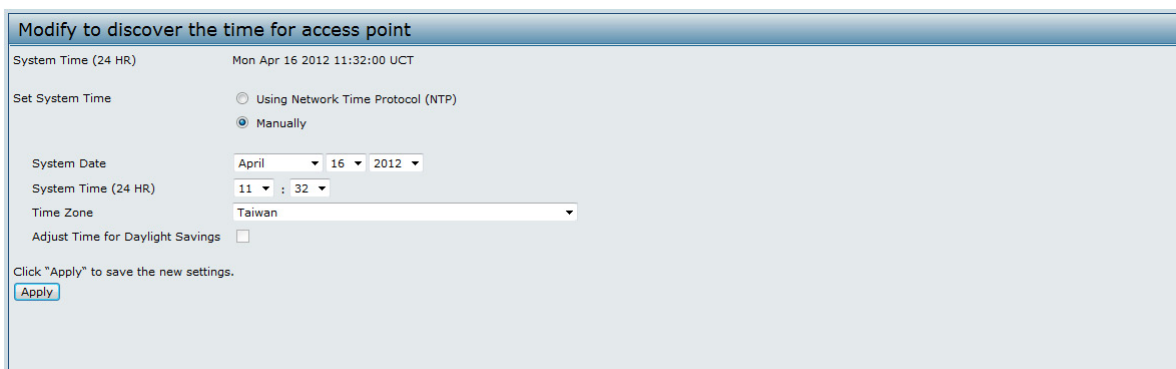 Modify to discover the time for access point
System Time (24 HR) Mon Apr 16 2012 11:32:00 UCT
Set System Time Using Network Time Protocol (NTP)
Manually
System Date April 16 2012
System Time (24 HR) 11 : 32
Time Zone Taiwan
Adjust Time for Daylight Savings
Click "Apply" to save the new settings.
Apply